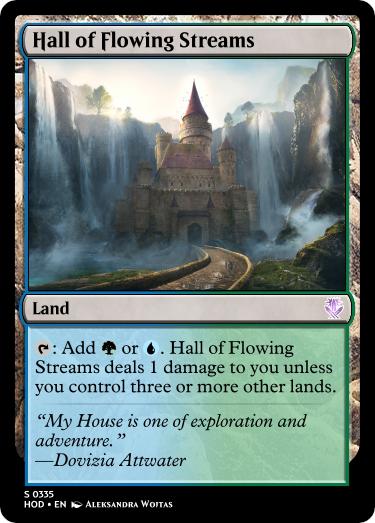 Hall of Flowing Streams
Land
: Add or . Hall of Flowing
Streams deals 1 damage to you unless
you control three or more other lands.
“My House is one of exploration and
adventure.”
—Dovizia Attwater
S 0335
HOD • EN Aleksandra Wojtas